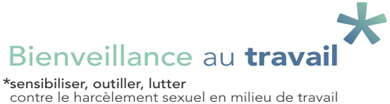 Bienveillance au travail*
*sensibiliser, outiller, lutter
contre le harcèlement sexuel en milieu de travail